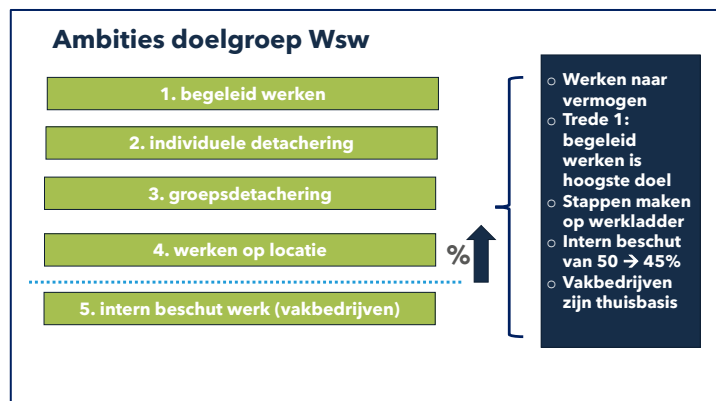 Ambities doelgroep Wsw
1. begeleid werken
2. individuele detachering
3. groepsdetachering
4. werken op locatie
%
5. intern beschut werk (vakbedrijven)
○ Werken naar
vermogen
○ Trede 1:
begeleid
werken is
hoogste doel
○ Stappen maken
op werkladder
○ Intern beschut
van 50 → 45%
○ Vakbedrijven
zijn thuisbasis